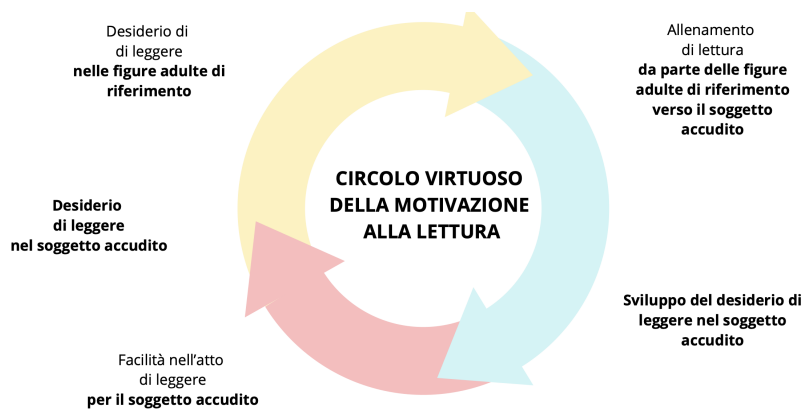 Desiderio di
di leggere
nelle figure adulte di
riferimento
Allenamento
di lettura
da parte delle figure
adulte di riferimento
verso il soggetto
accudito
CIRCOLO VIRTUOSO
DELLA MOTIVAZIONE
ALLA LETTURA
Desiderio
di leggere
nel soggetto accudito
Sviluppo del desiderio di
leggere nel soggetto
accudito
Facilità nell'atto
di leggere
per il soggetto accudito